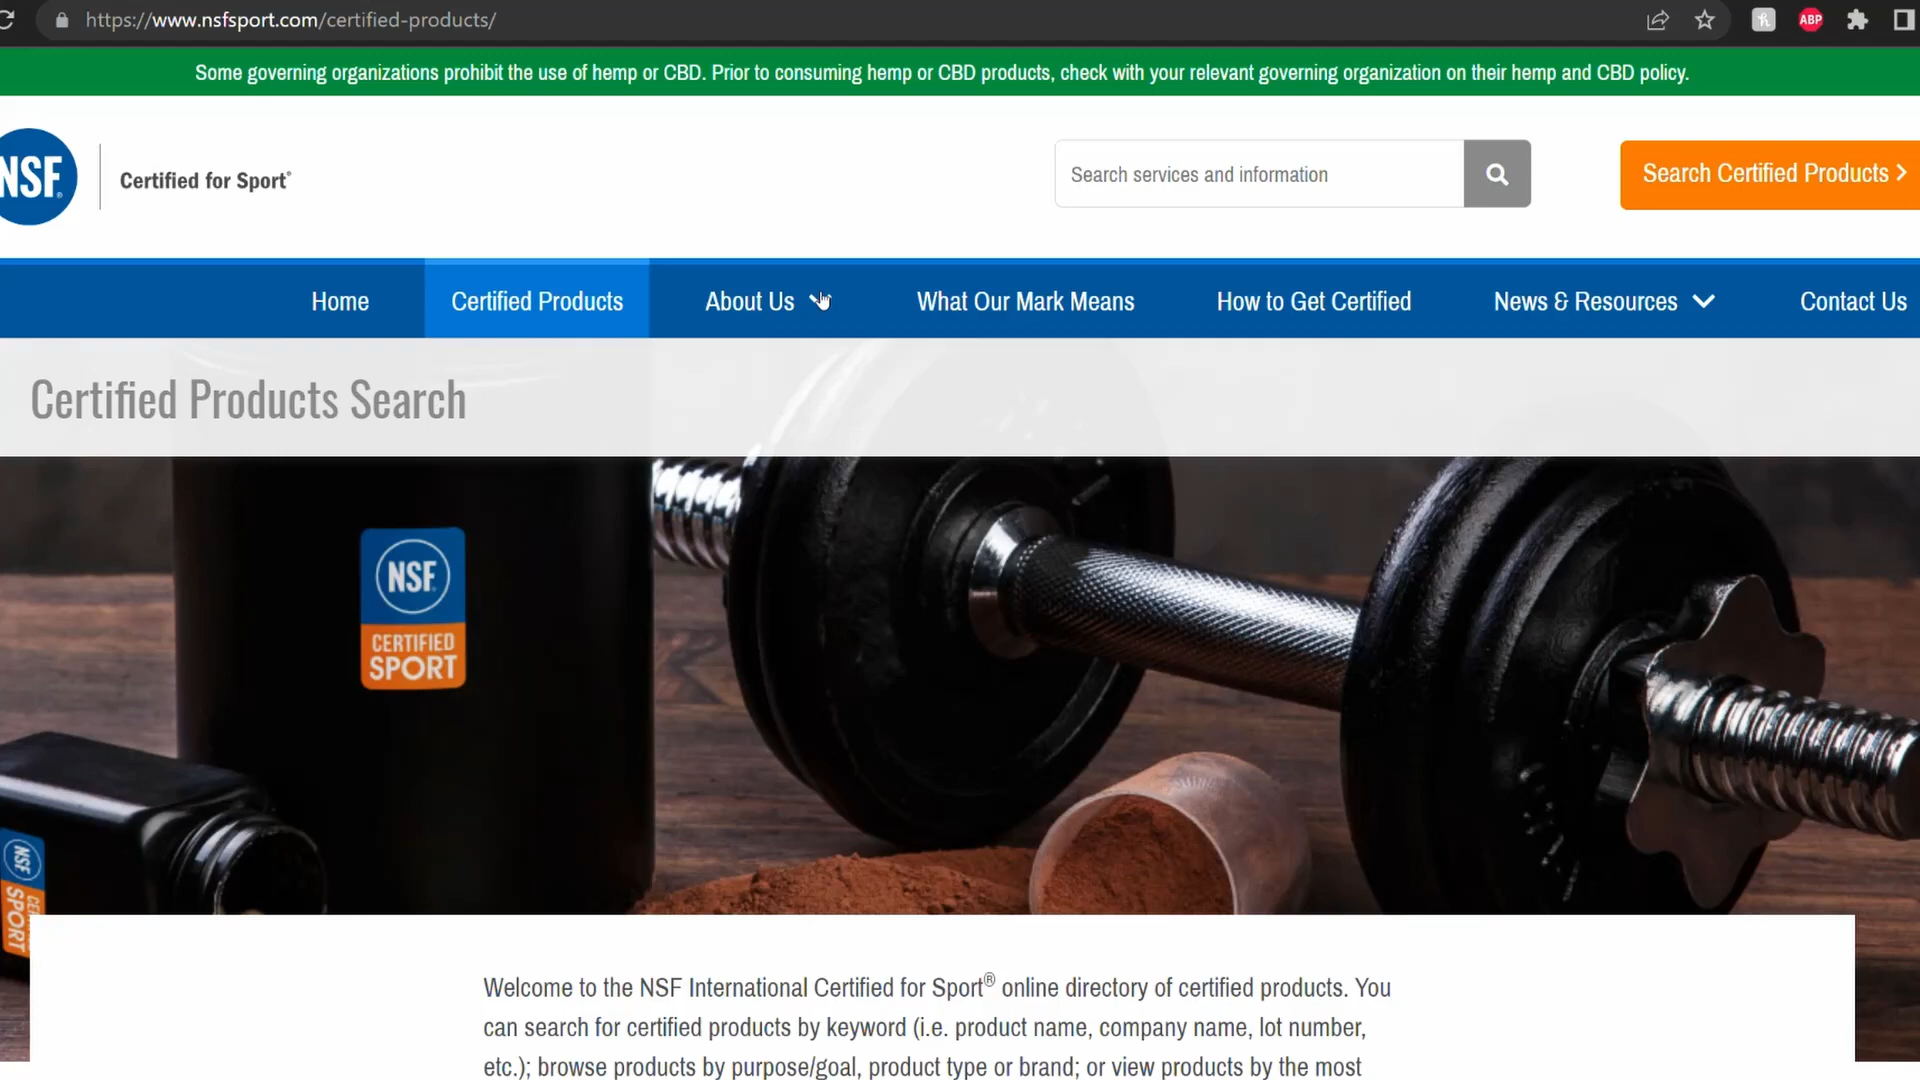 https://www.nsfsport.com/certified-products/
ABP
Some governing organizations prohibit the use of hemp or CBD. Prior to consuming hemp or CBD products, check with your relevant governing organization on their hemp and CBD policy.
NSF®
Certified for Sport®
Search services and information
Search Certified Products
Home
Certified Products
About Us
What Our Mark Means
How to Get Certified
News & Resources
Contact Us
Certified Products Search
NSF
CERTIFIED
SPORT
NSF
SPORT
Welcome to the NSF International Certified for Sport® online directory of certified products. You
can search for certified products by keyword (i.e. product name, company name, lot number,
etc.); browse products by purpose/goal, product type or brand; or view products by the most